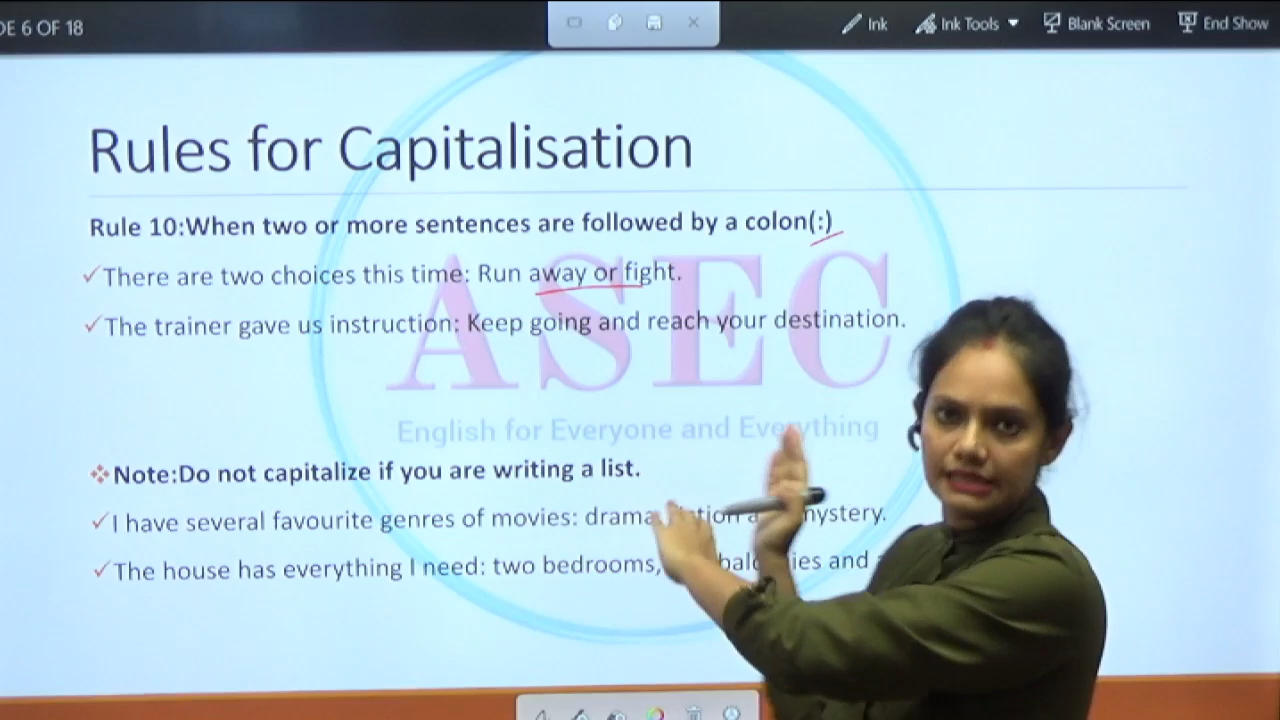 DE 6 OF 18
Ink
Ink Tools
Blank Screen
End Show
Rules for Capitalisation
Rule 10:When two or more sentences are followed by a colon(:)
There are two choices this time: Run away or fight.
The trainer gave us instruction: Keep going and reach your destination.
ASEC
English for Everyone and Everything
Note:Do not capitalize if you are writing a list.
I have several favourite genres of movies: drama mystery.
The house has everything I need: two bedrooms, and